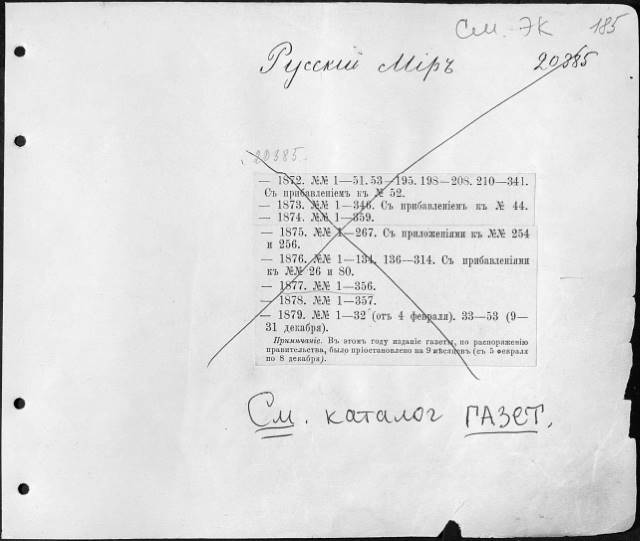 См. ЭК 185
Русскій Міръ 20385
20385.
— 1872. №№ 1—51. 53—195. 198—208. 210—341.
Съ прибавленіемъ къ № 52.
— 1873. №№ 1—346. Съ прибавленіемъ къ № 44.
— 1874. №№ 1—359.
— 1875. №№ 1—267. Съ приложеніями къ №№ 254
и 256.
— 1876. №№ 1—134, 136—314. Съ прибавленіями
къ №№ 26 и 80.
— 1877. №№ 1—356.
— 1878. №№ 1—357.
— 1879. №№ 1—32 (отъ 4 февраля). 33—53 (9—
31 декабря).
Примѣчаніе. Въ этомъ году изданіе газеты, по распоряженію
правительства, было пріостановлено на 9 мѣсяцевъ (съ 5 февраля
по 8 декабря).
См. каталог ГАЗЕТ.